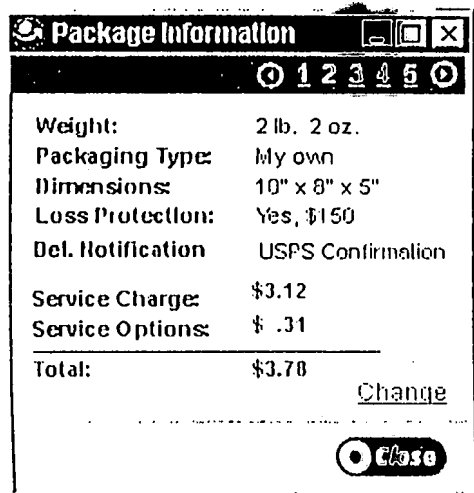 Package Information
1 2 3 4 5
Weight: 2 lb. 2 oz.
Packaging Type: My own
Dimensions: 10" x 8" x 5"
Loss Protection: Yes, $150
Del. Notification USPS Confirmation
Service Charge: $3.12
Service Options: $ .31
Total: $3.78
Change
Close